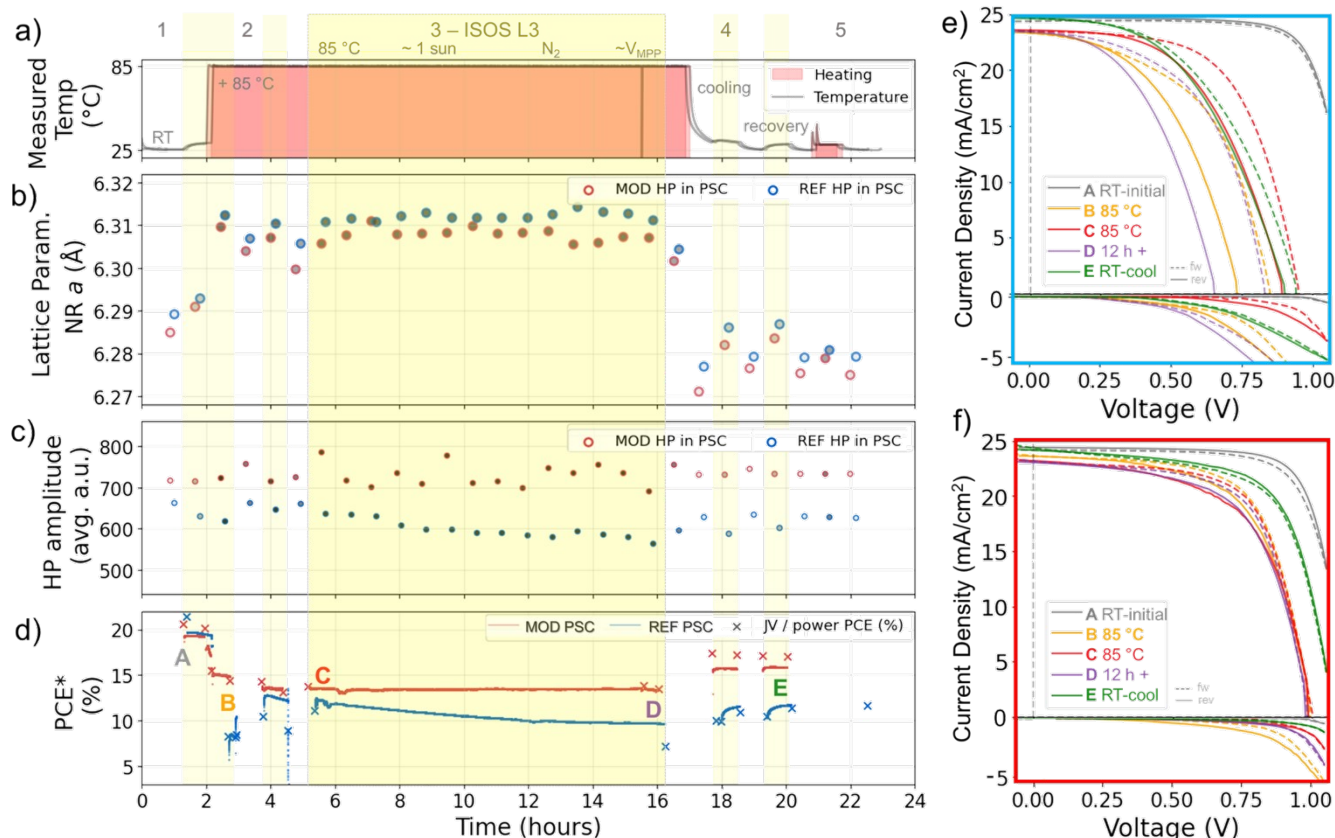 a)
1
2
3 – ISOS L3
4
5
85 °C
~ 1 sun
N2
~VMPP
Measured
Temp
(°C)
85
25
+ 85 °C
RT
cooling
recovery
Heating
Temperature
b)
Lattice Param.
NR a (Å)
6.32
6.31
6.30
6.29
6.28
6.27
MOD HP in PSC
REF HP in PSC
c)
HP amplitude
(avg. a.u.)
800
700
600
500
MOD HP in PSC
REF HP in PSC
d)
PCE*
(%)
20
15
10
5
MOD PSC
REF PSC
JV / power PCE (%)
A
B
C
D
E
0
2
4
6
8
10
12
14
16
18
20
22
24
Time (hours)
e)
Current Density (mA/cm2)
25
20
15
10
5
0
-5
A RT-initial
B 85 °C
C 85 °C
D 12 h +
E RT-cool
fw
rev
0.00
0.25
0.50
0.75
1.00
Voltage (V)
f)
Current Density (mA/cm2)
25
20
15
10
5
0
-5
A RT-initial
B 85 °C
C 85 °C
D 12 h +
E RT-cool
fw
rev
0.00
0.25
0.50
0.75
1.00
Voltage (V)